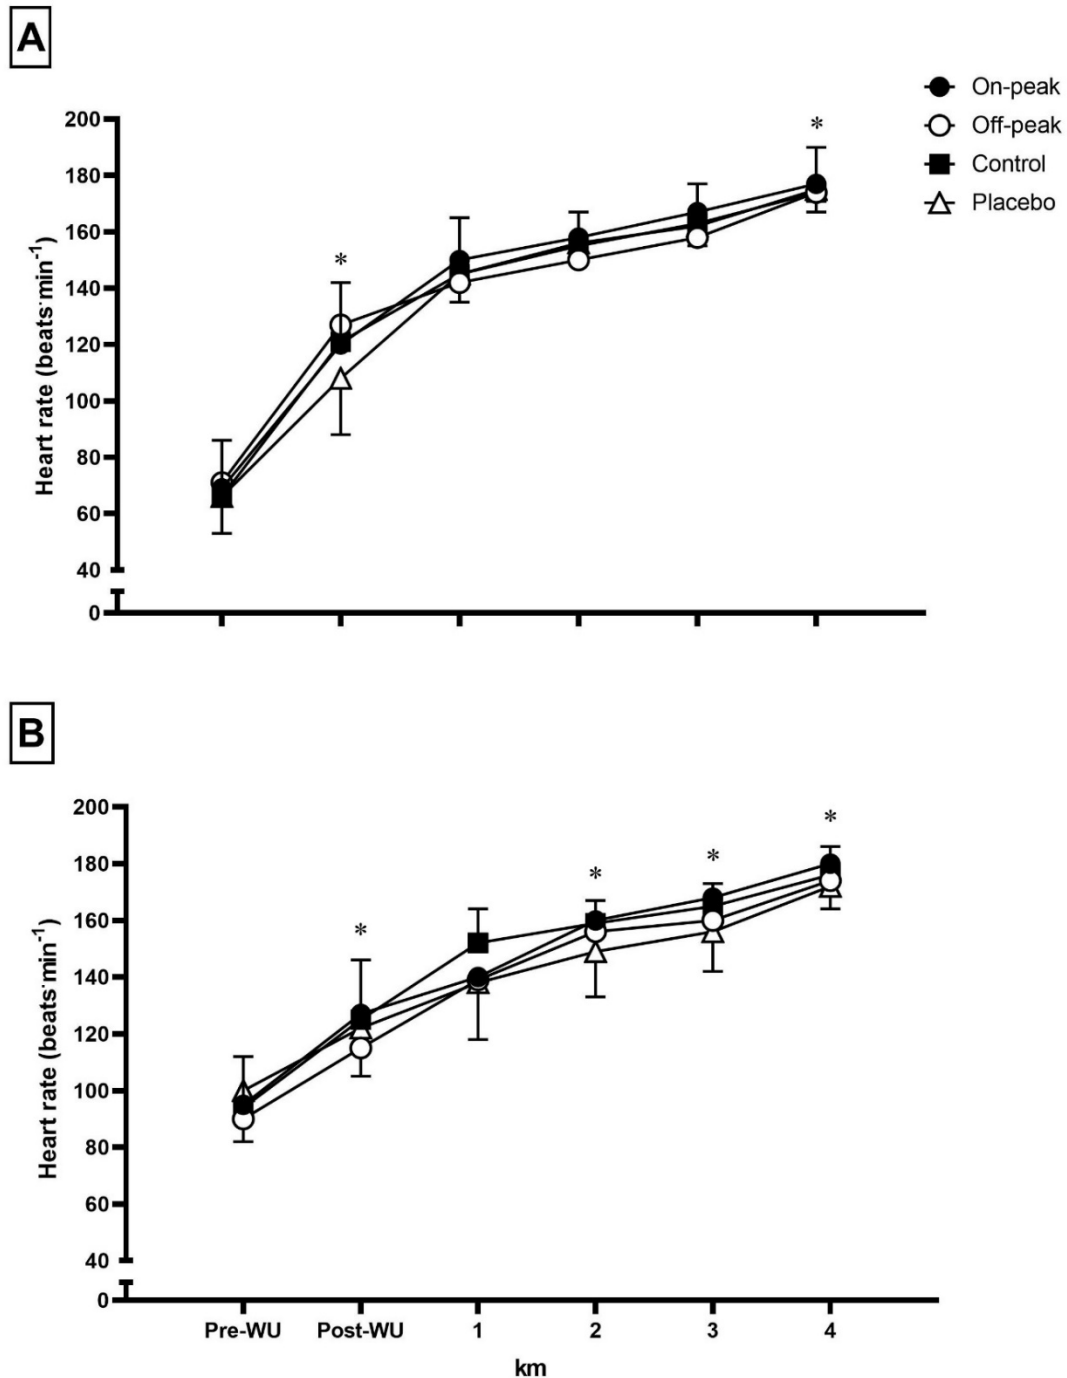 A
On-peak
Off-peak
Control
Placebo
*
*
200
180
160
140
120
100
80
60
40
0
Heart rate (beats·min⁻¹)
B
*
*
*
*
200
180
160
140
120
100
80
60
40
0
Heart rate (beats·min⁻¹)
Pre-WU Post-WU 1 2 3 4
km